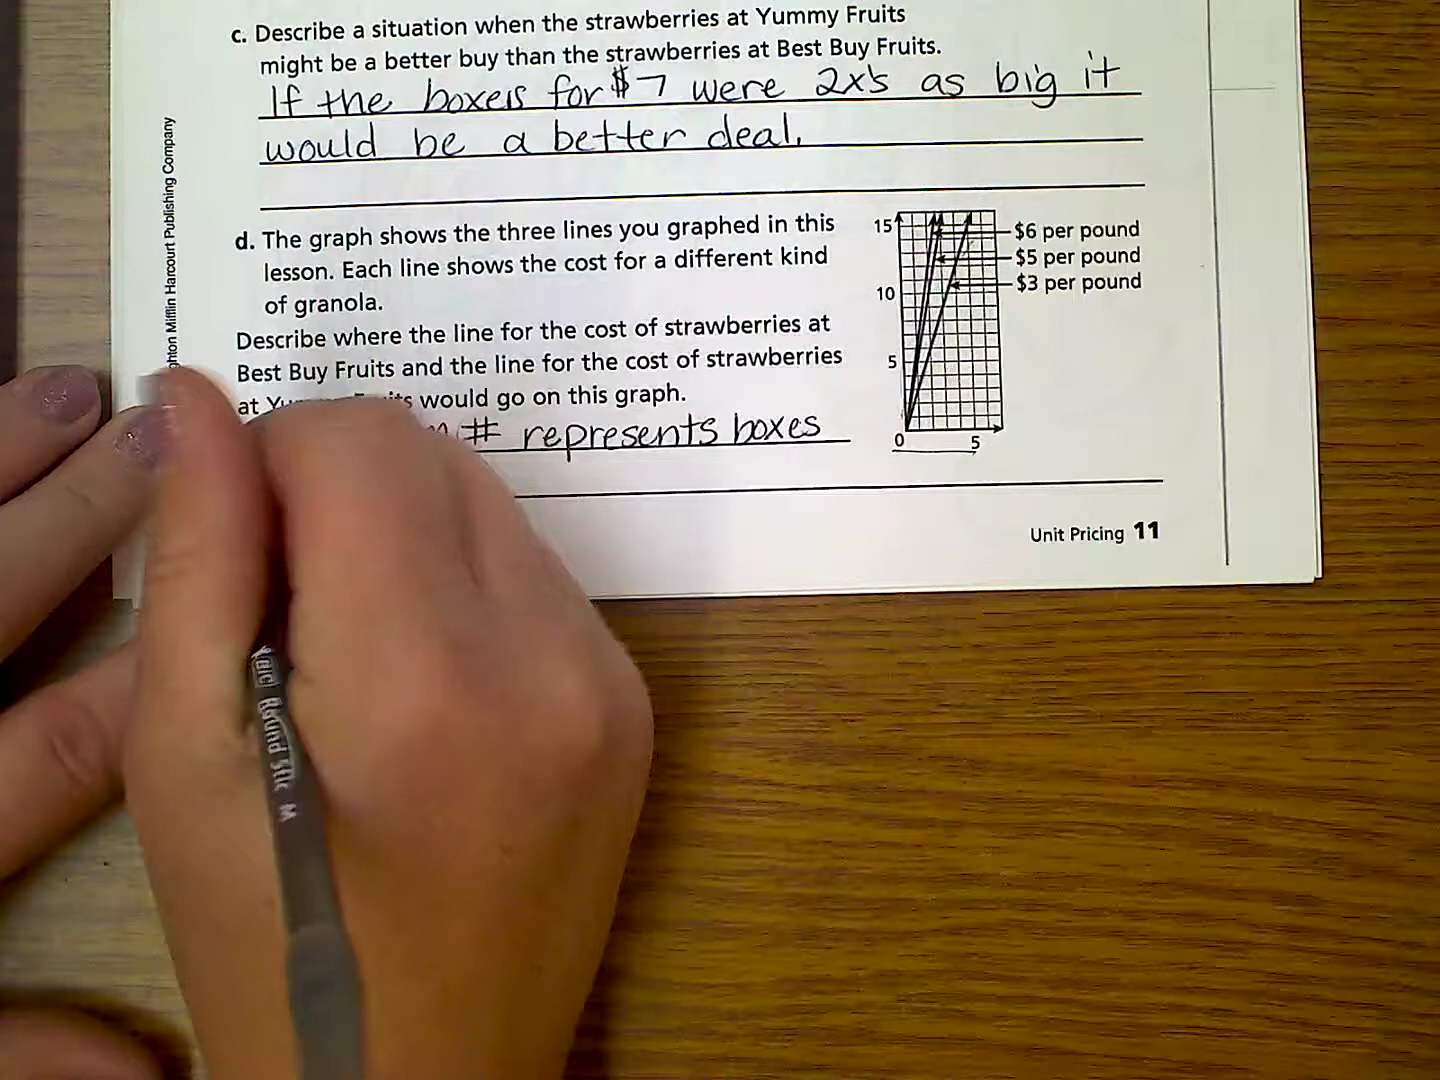 c. Describe a situation when the strawberries at Yummy Fruits
might be a better buy than the strawberries at Best Buy Fruits.
If the boxes for $7 were 2x's as big it
would be a better deal.
d. The graph shows the three lines you graphed in this
lesson. Each line shows the cost for a different kind
of granola.
Describe where the line for the cost of strawberries at
Best Buy Fruits and the line for the cost of strawberries
at would go on this graph.
# represents boxes
15
10
5
0 5
$6 per pound
$5 per pound
$3 per pound
Unit Pricing 11
Mifflin Harcourt Publishing Company
Round Stic M